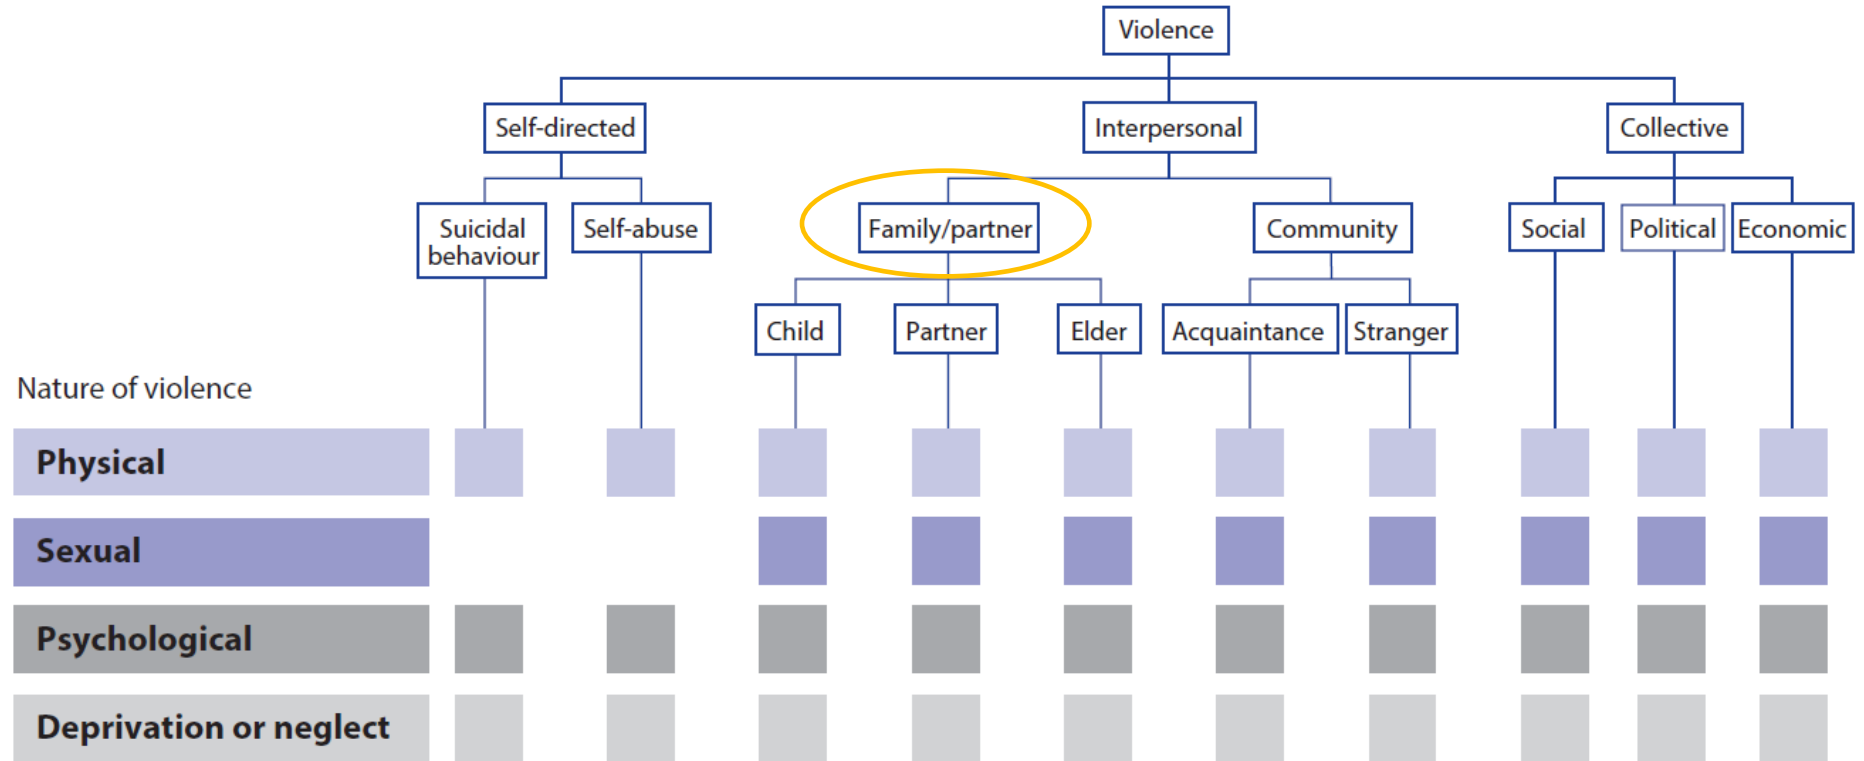 Violence
Self-directed
Interpersonal
Collective
Suicidal
behaviour
Self-abuse
Family/partner
Community
Social
Political
Economic
Child
Partner
Elder
Acquaintance
Stranger
Nature of violence
Physical
Sexual
Psychological
Deprivation or neglect